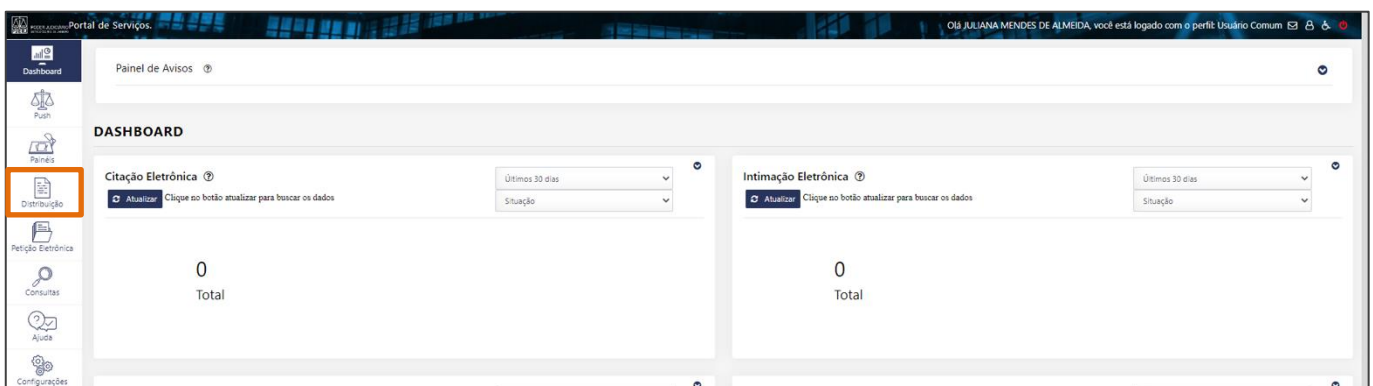 PODER JUDICIÁRIO Portal de Serviços.
Olá JULIANA MENDES DE ALMEIDA, você está logado com o perfil: Usuário Comum
Dashboard
Push
Painéis
Distribuição
Petição Eletrônica
Consultas
Ajuda
Configurações
Painel de Avisos
DASHBOARD
Citação Eletrônica
Últimos 30 dias
Atualizar Clique no botão atualizar para buscar os dados
Situação
0
Total
Intimação Eletrônica
Últimos 30 dias
Atualizar Clique no botão atualizar para buscar os dados
Situação
0
Total